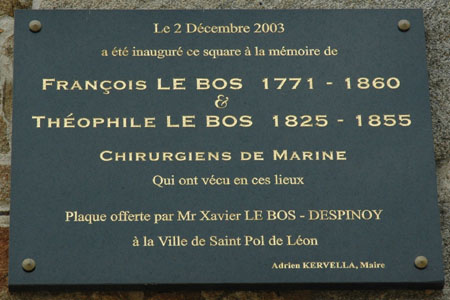 Le 2 Décembre 2003
a été inauguré ce square à la mémoire de
François LE BOS 1771 - 1860
&
Théophile LE BOS 1825 - 1855
Chirurgiens de Marine
Qui ont vécu en ces lieux
Plaque offerte par Mr Xavier LE BOS - DESPINOY
à la Ville de Saint Pol de Léon
Adrien KERVELLA, Maire